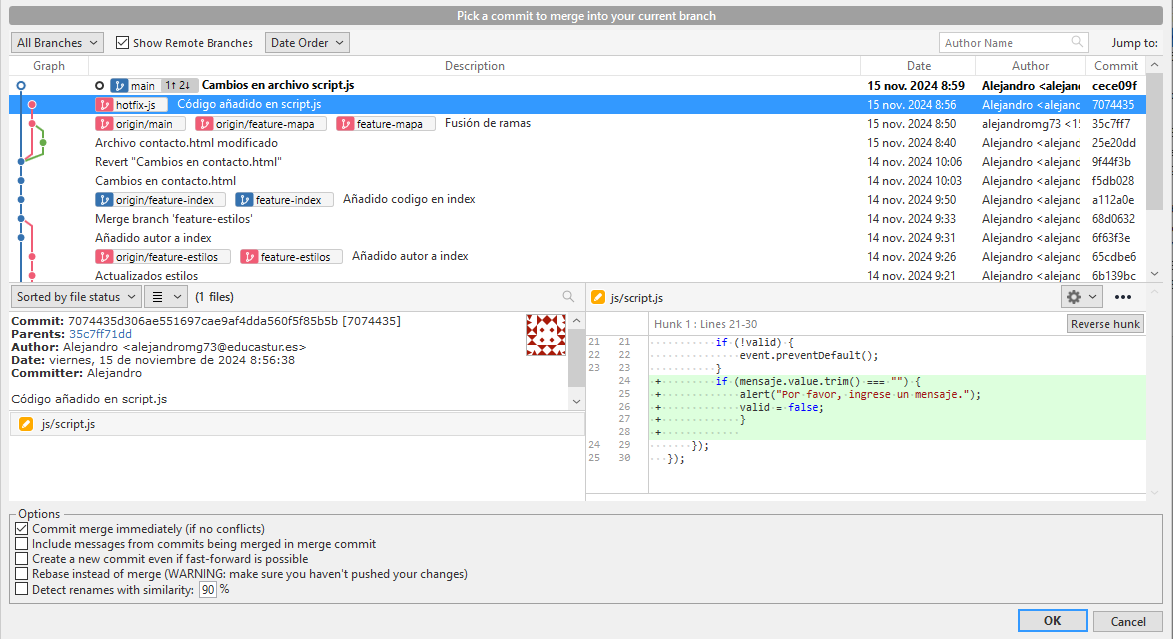 Pick a commit to merge into your current branch
All Branches Show Remote Branches Date Order Author Name Jump to:
Graph Description Date Author Commit
main 1↑ 2↓ Cambios en archivo script.js 15 nov. 2024 8:59 Alejandro <alejan cece09f
hotfix-js Código añadido en script.js 15 nov. 2024 8:56 Alejandro <alejanc 7074435
origin/main origin/feature-mapa feature-mapa Fusión de ramas 15 nov. 2024 8:50 alejandromg73 <1 35c7ff7
Archivo contacto.html modificado 15 nov. 2024 8:40 Alejandro <alejanc 25e20dd
Revert "Cambios en contacto.html" 14 nov. 2024 10:06 Alejandro <alejanc 9f44f3b
Cambios en contacto.html 14 nov. 2024 10:03 Alejandro <alejanc f5db028
origin/feature-index feature-index Añadido codigo en index 14 nov. 2024 9:50 Alejandro <alejanc a112a0e
Merge branch 'feature-estilos' 14 nov. 2024 9:33 Alejandro <alejanc 68d0632
Añadido autor a index 14 nov. 2024 9:31 Alejandro <alejanc 6f63f3e
origin/feature-estilos feature-estilos Añadido autor a index 14 nov. 2024 9:26 Alejandro <alejanc 65cdbe6
Actualizados estilos 14 nov. 2024 9:21 Alejandro <alejanc 6b139bc
Sorted by file status (1 files)
Commit: 7074435d306ae551697cae9af4dda560f5f85b5b [7074435]
Parents: 35c7ff71dd
Author: Alejandro <alejandromg73@educastur.es>
Date: viernes, 15 de noviembre de 2024 8:56:38
Committer: Alejandro
Código añadido en script.js
js/script.js
js/script.js
Hunk 1 : Lines 21-30 Reverse hunk
21 21 if (!valid) {
22 22 event.preventDefault();
23 23 }
24 + if (mensaje.value.trim() === "") {
25 + alert("Por favor, ingrese un mensaje.");
26 + valid = false;
27 + }
28 +
24 29 });
25 30 });
Options
Commit merge immediately (if no conflicts)
Include messages from commits being merged in merge commit
Create a new commit even if fast-forward is possible
Rebase instead of merge (WARNING: make sure you haven't pushed your changes)
Detect renames with similarity: 90 %
OK Cancel